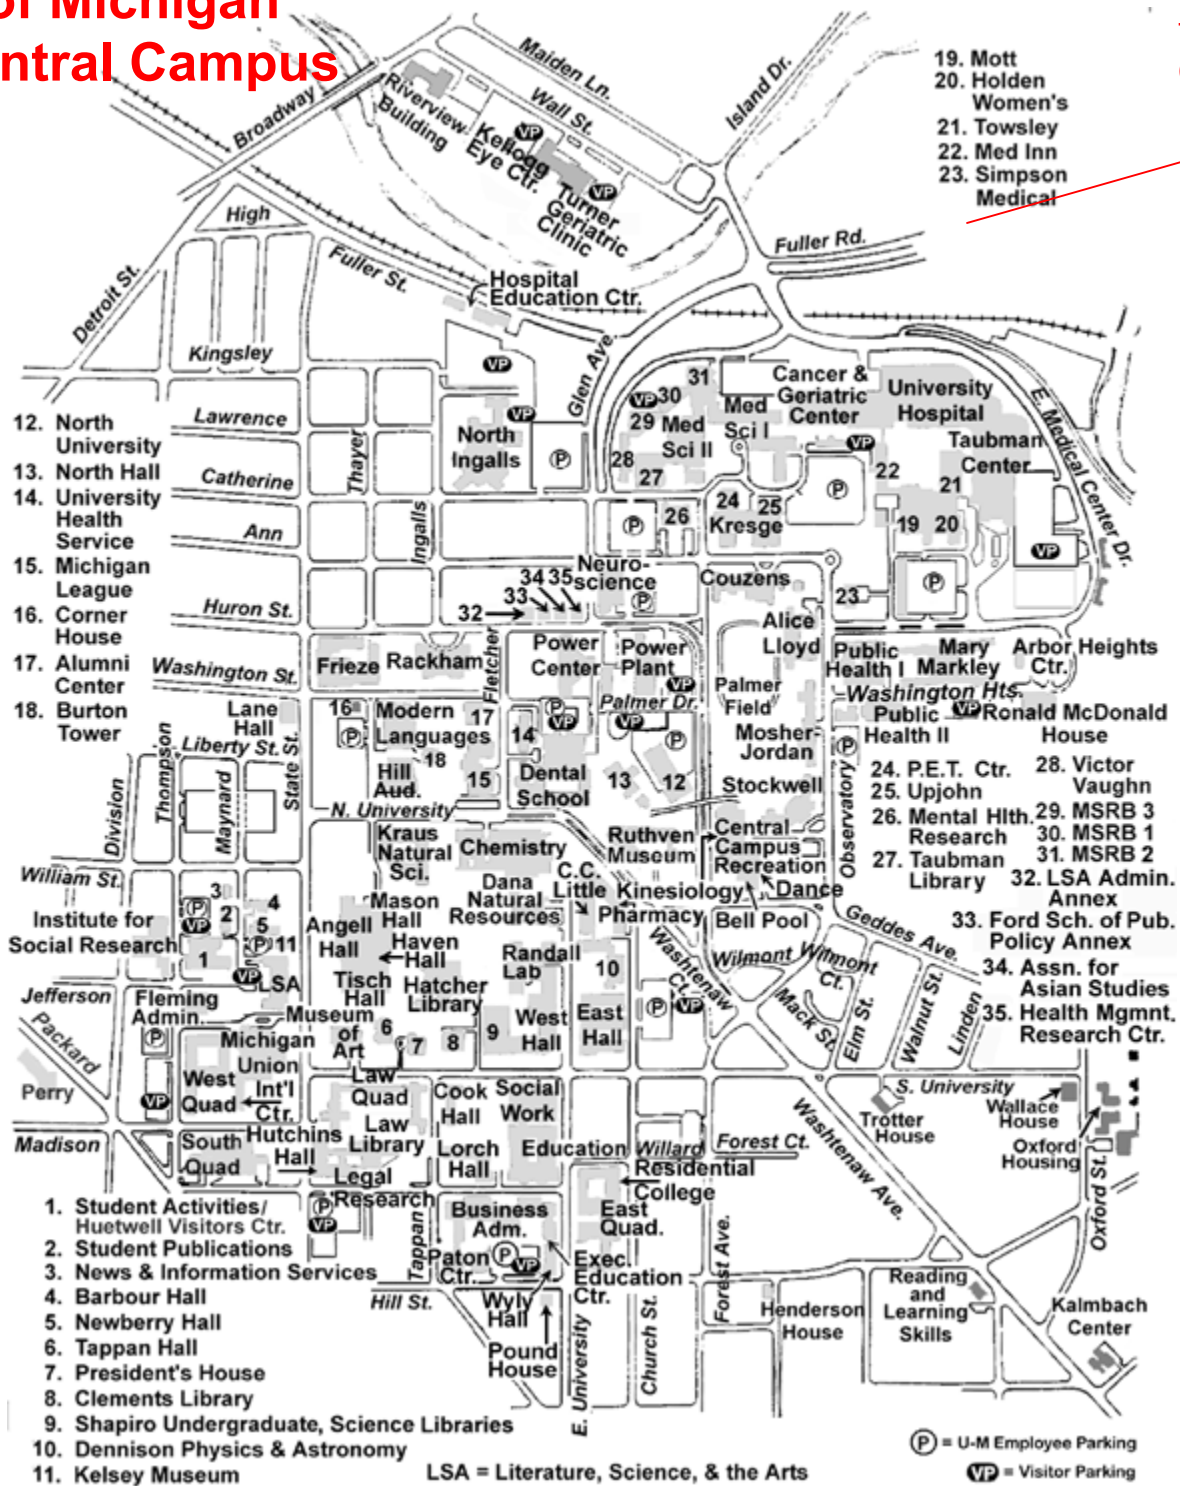 of Michigan
ntral Campus
Maiden Ln.
Wall St.
Island Dr.
Broadway
Riverview
Building
VP
Kellogg
Eye Ctr.
VP
Turner
Geriatric
Clinic
19. Mott
20. Holden
Women's
21. Towsley
22. Med Inn
23. Simpson
Medical
High
Fuller Rd.
Fuller St.
Detroit St.
Hospital
Education Ctr.
Kingsley
VP
Glen Ave.
E. Medical Center Dr.
Lawrence
Thayer
Catherine
Ingalls
Ann
Huron St.
North
Ingalls
VP
P
31
VP 30
29 Med
Sci II
28
27
Med
Sci I
Cancer &
Geriatric
Center
VP
University
Hospital
Taubman
Center
22
21
P
24
25
Kresge
26
P
19
20
VP
P
23
12. North
University
13. North Hall
14. University
Health
Service
15. Michigan
League
16. Corner
House
17. Alumni
Center
18. Burton
Tower
Neuro-
science
P
34 35
33
32
Couzens
Alice
Lloyd
Public
Health I
Mary
Markley
Arbor Heights
Ctr.
Washington Hts.
Public
Health II
VP Ronald McDonald
House
Washington St.
Frieze
Rackham
Fletcher
Power
Center
Power
Plant
VP
Palmer Dr.
VP
Palmer
Field
Lane
Hall
16
P
Modern
Languages
17
14
P
VP
P
Mosher-
Jordan
P
Liberty St.
Thompson
State St.
Division
Maynard
18
Hill
Aud.
15
Dental
School
13
12
Stockwell
Observatory
24. P.E.T. Ctr.
25. Upjohn
26. Mental Hlth.
Research
27. Taubman
Library
28. Victor
Vaughn
29. MSRB 3
30. MSRB 1
31. MSRB 2
32. LSA Admin.
Annex
33. Ford Sch. of Pub.
Policy Annex
34. Assn. for
Asian Studies
35. Health Mgmnt.
Research Ctr.
N. University
Kraus
Natural
Sci.
Chemistry
Ruthven
Museum
Central
Campus
Recreation
William St.
Dana
Natural
Resources
C.C.
Little
Kinesiology
Dance
Pharmacy
Bell Pool
Geddes Ave.
3
P
VP
2
4
5
P 11
1
VP
LSA
Institute for
Social Research
Mason
Hall
Angell
Hall
Haven
Hall
Tisch
Hall
Hatcher
Library
Randall
Lab
10
Washtenaw
Ct.
Wilmont
Wilmont
Ct.
P
VP
Mack St.
Elm St.
Walnut St.
Linden
Jefferson
Fleming
Admin.
P
Packard
Museum
of
Art
6
7
8
9
West
Hall
East
Hall
Michigan
Union
West
Quad
Int'l
Ctr.
Perry
VP
Law
Quad
Law
Library
Cook
Hall
Social
Work
S. University
Trotter
House
Wallace
House
Oxford
Housing
Madison
South
Quad
Hutchins
Hall
Legal
Research
Lorch
Hall
Education
Willard
Forest Ct.
Washtenaw Ave.
Oxford St.
Residential
College
East
Quad.
P
VP
Tappan
Business
Adm.
Paton
Ctr.
P
VP
Exec.
Education
Ctr.
Forest Ave.
Hill St.
Wyly
Hall
Pound
House
E. University
Church St.
Henderson
House
Reading
and
Learning
Skills
Kalmbach
Center
1. Student Activities/
Huetwell Visitors Ctr.
2. Student Publications
3. News & Information Services
4. Barbour Hall
5. Newberry Hall
6. Tappan Hall
7. President's House
8. Clements Library
9. Shapiro Undergraduate, Science Libraries
10. Dennison Physics & Astronomy
11. Kelsey Museum
LSA = Literature, Science, & the Arts
P = U-M Employee Parking
VP = Visitor Parking